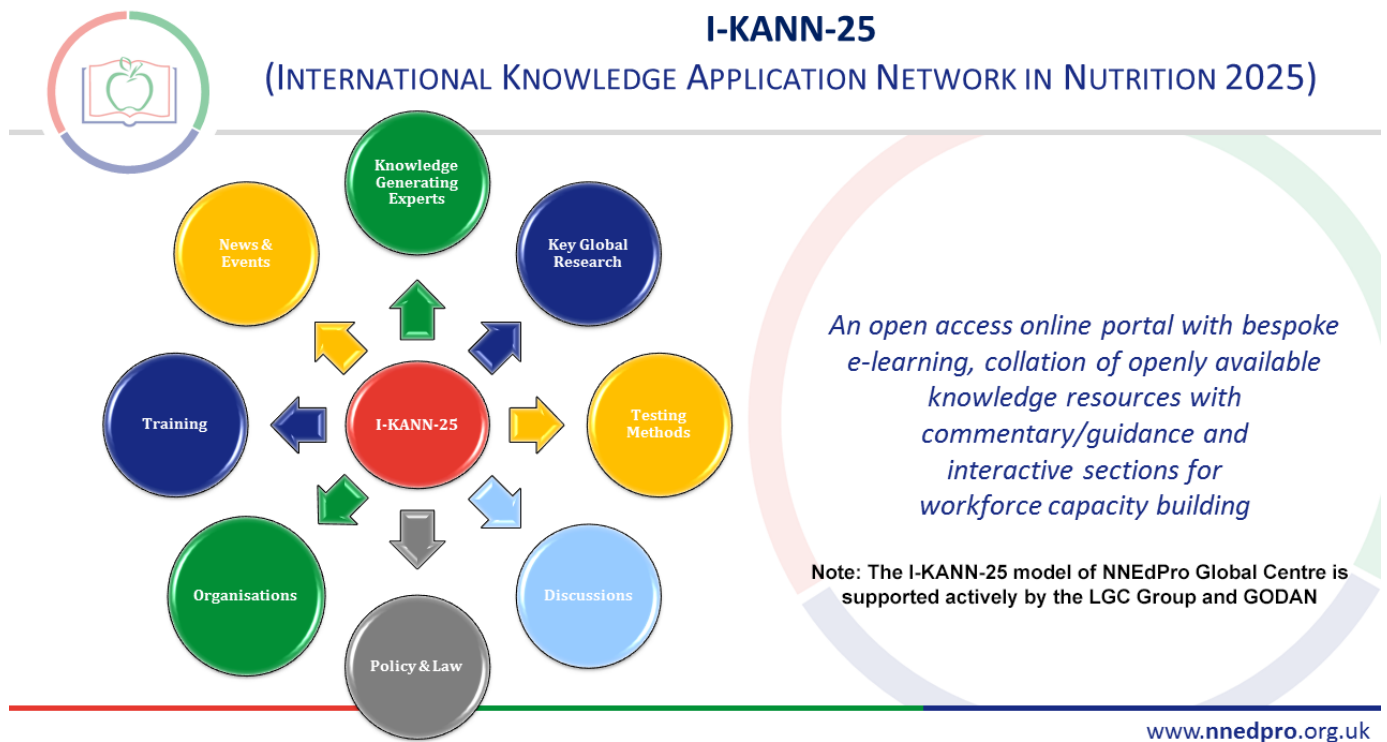 I-KANN-25
(INTERNATIONAL KNOWLEDGE APPLICATION NETWORK IN NUTRITION 2025)
Knowledge
Generating
Experts
News &
Events
Key Global
Research
Training
I-KANN-25
Testing
Methods
Organisations
Discussions
Policy & Law
An open access online portal with bespoke
e-learning, collation of openly available
knowledge resources with
commentary/guidance and
interactive sections for
workforce capacity building
Note: The I-KANN-25 model of NNEdPro Global Centre is
supported actively by the LGC Group and GODAN
www.nnedpro.org.uk